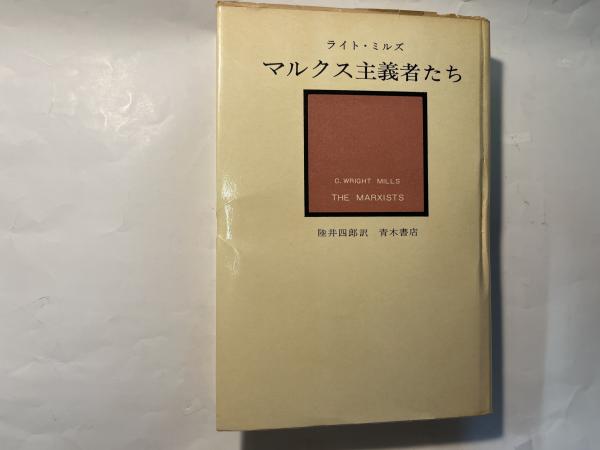 ライト・ミルズ
マルクス主義者たち
C. WRIGHT MILLS
THE MARXISTS
陸井四郎訳 青木書店